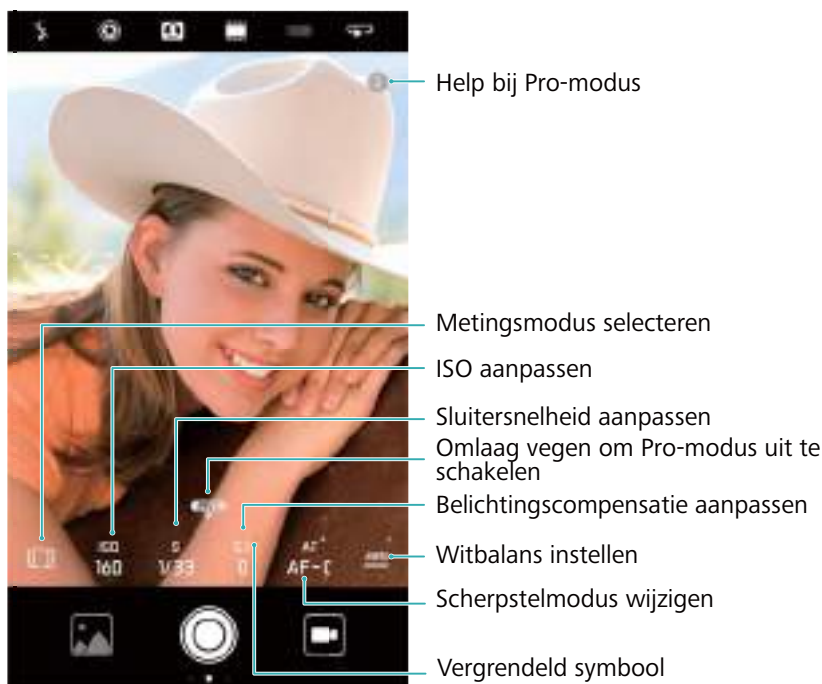 Help bij Pro-modus
Metingsmodus selecteren
ISO aanpassen
Sluitersnelheid aanpassen
Omlaag vegen om Pro-modus uit te
schakelen
Belichtingscompensatie aanpassen
Witbalans instellen
Scherpstelmodus wijzigen
Vergrendeld symbool
ISO
160
S
1/33
0
AF
AF-C